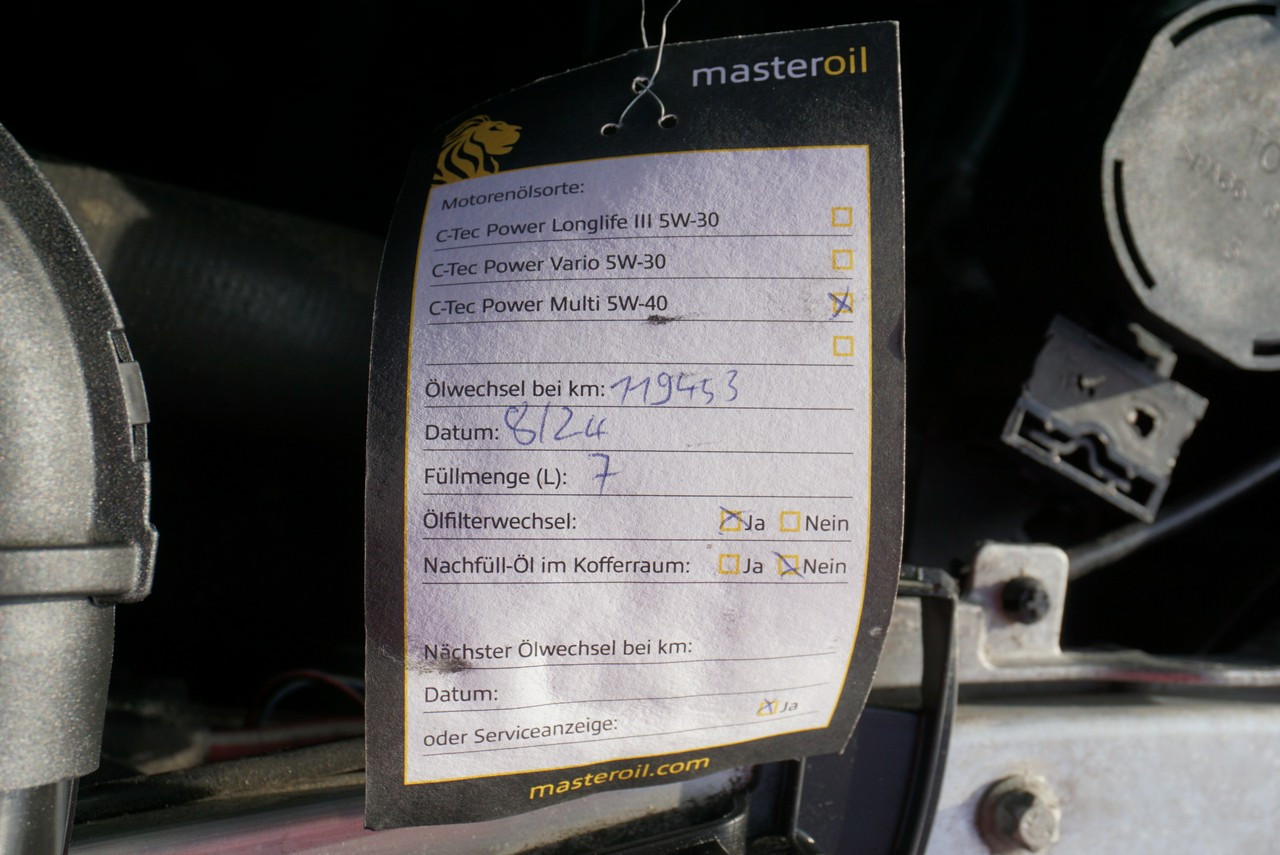 masteroil
Motorenölsorte:
C-Tec Power Longlife III 5W-30
C-Tec Power Vario 5W-30
C-Tec Power Multi 5W-40
Ölwechsel bei km: 119453
Datum: 8/24
Füllmenge (L): 7
Ölfilterwechsel: Ja Nein
Nachfüll-Öl im Kofferraum: Ja Nein
Nächster Ölwechsel bei km:
Datum:
oder Serviceanzeige: Ja
masteroil.com